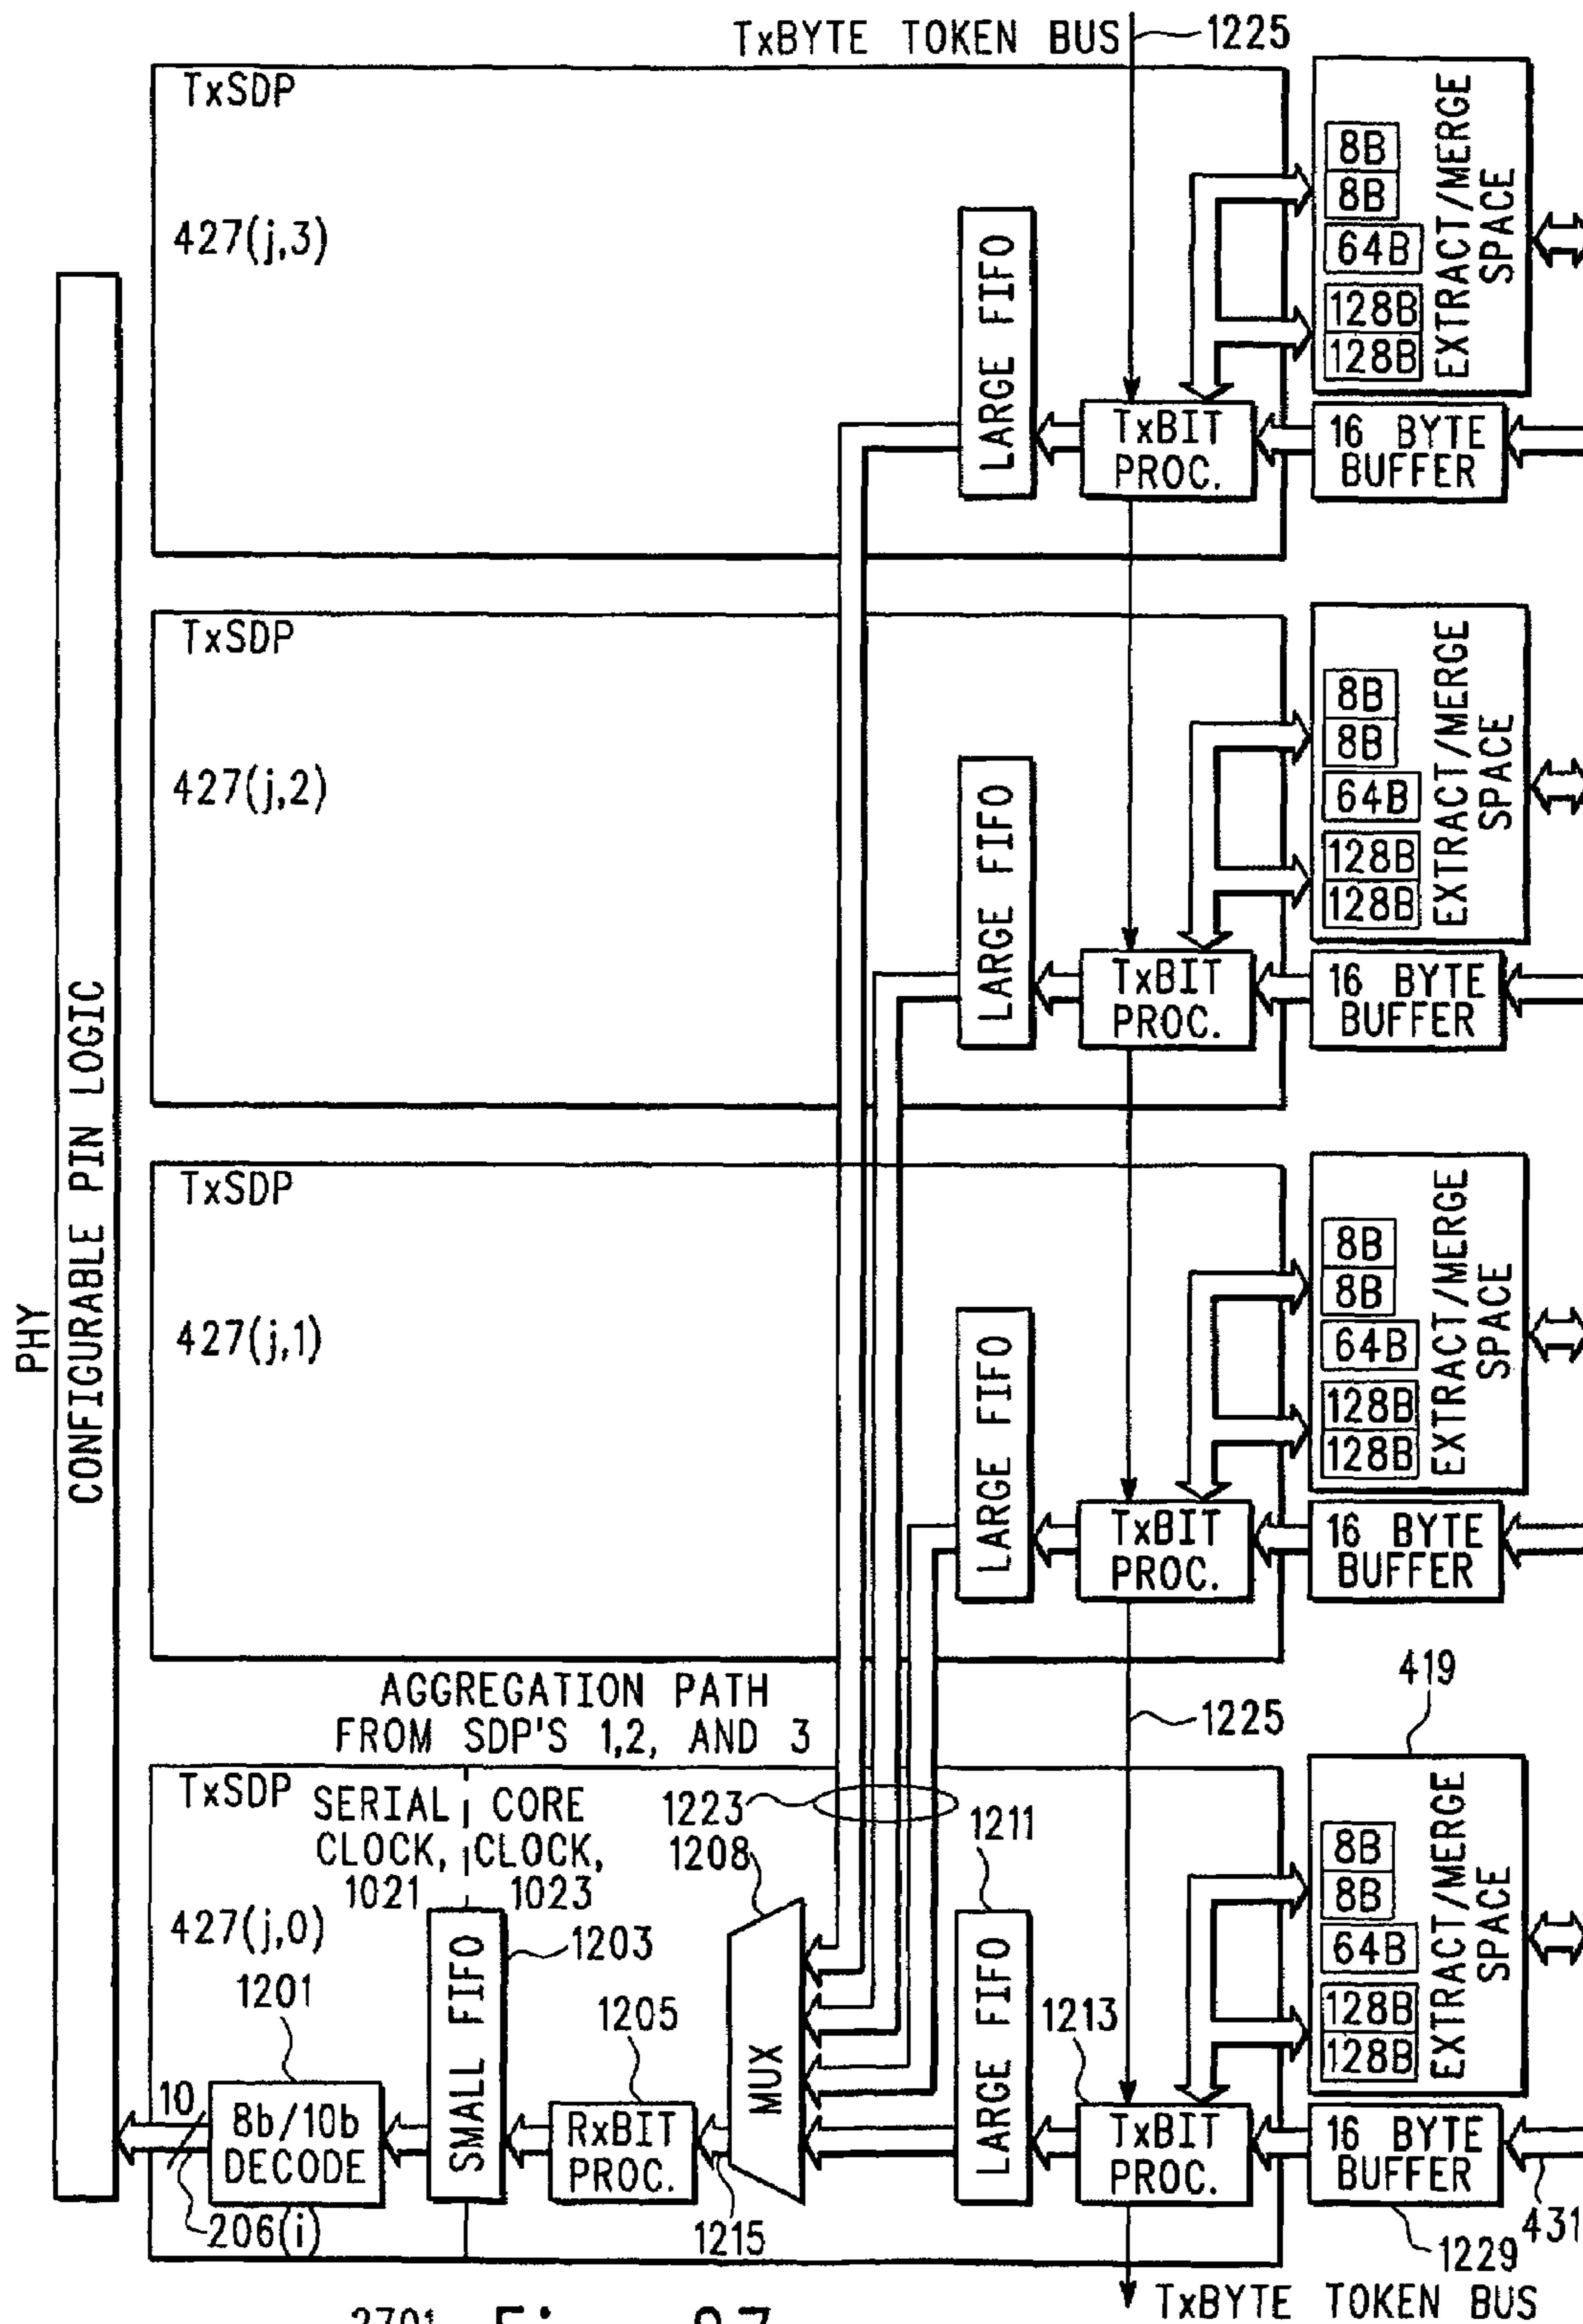 TxBYTE TOKEN BUS
1225
TxSDP
427(j,3)
LARGE FIFO
TxBIT
PROC.
8B
8B
64B
128B
128B
EXTRACT/MERGE
SPACE
16 BYTE
BUFFER
TxSDP
427(j,2)
LARGE FIFO
TxBIT
PROC.
8B
8B
64B
128B
128B
EXTRACT/MERGE
SPACE
16 BYTE
BUFFER
PHY
CONFIGURABLE PIN LOGIC
TxSDP
427(j,1)
LARGE FIFO
TxBIT
PROC.
8B
8B
64B
128B
128B
EXTRACT/MERGE
SPACE
16 BYTE
BUFFER
AGGREGATION PATH
FROM SDP'S 1,2, AND 3
1225
419
TxSDP
SERIAL
CLOCK,
1021
CORE
CLOCK,
1023
1223
1208
1211
427(j,0)
1201
1203
1205
1213
10
8b/10b
DECODE
SMALL FIFO
RxBIT
PROC.
MUX
LARGE FIFO
TxBIT
PROC.
8B
8B
64B
128B
128B
EXTRACT/MERGE
SPACE
16 BYTE
BUFFER
206(i)
1215
431
1229
TxBYTE TOKEN BUS